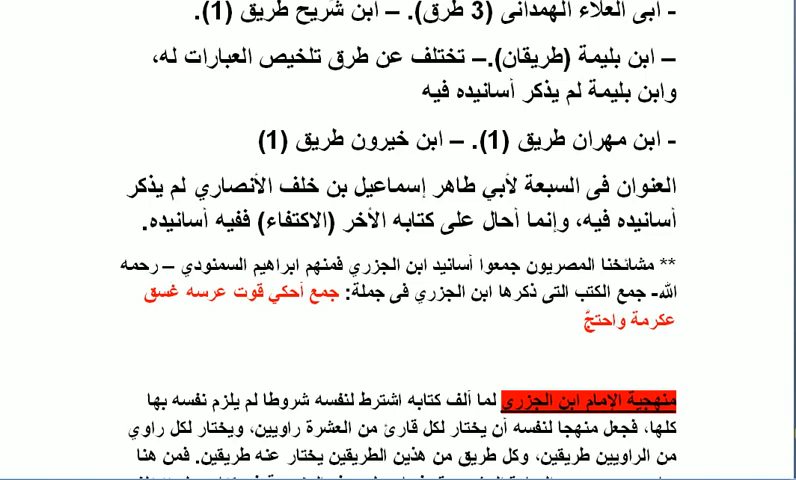 - أبى العلاء الهمدانى (3 طرق). – ابن شريح طريق (1).
– ابن بليمة (طريقان).– تختلف عن طرق تلخيص العبارات له،
وابن بليمة لم يذكر أسانيده فيه
- ابن مهران طريق (1). – ابن خيرون طريق (1)
العنوان فى السبعة لأبي طاهر إسماعيل بن خلف الأنصاري لم يذكر
أسانيده فيه، وإنما أحال على كتابه الأخر (الاكتفاء) ففيه أسانيده.
** مشائخنا المصريون جمعوا أسانيد ابن الجزري فمنهم ابراهيم السمنودي – رحمه
الله- جمع الكتب التى ذكرها ابن الجزري فى جملة: جمع أحكي قوت عرسه غسق
عكرمة واحتجّ
منهجية الإمام ابن الجزري لما ألف كتابه اشترط لنفسه شروطا لم يلزم نفسه بها
كلها، فجعل منهجا لنفسه أن يختار لكل قارئ من العشرة راويين، ويختار لكل راوي
من الراويين طريقين، وكل طريق من هذين الطريقين يختار عنه طريقين. فمن هنا